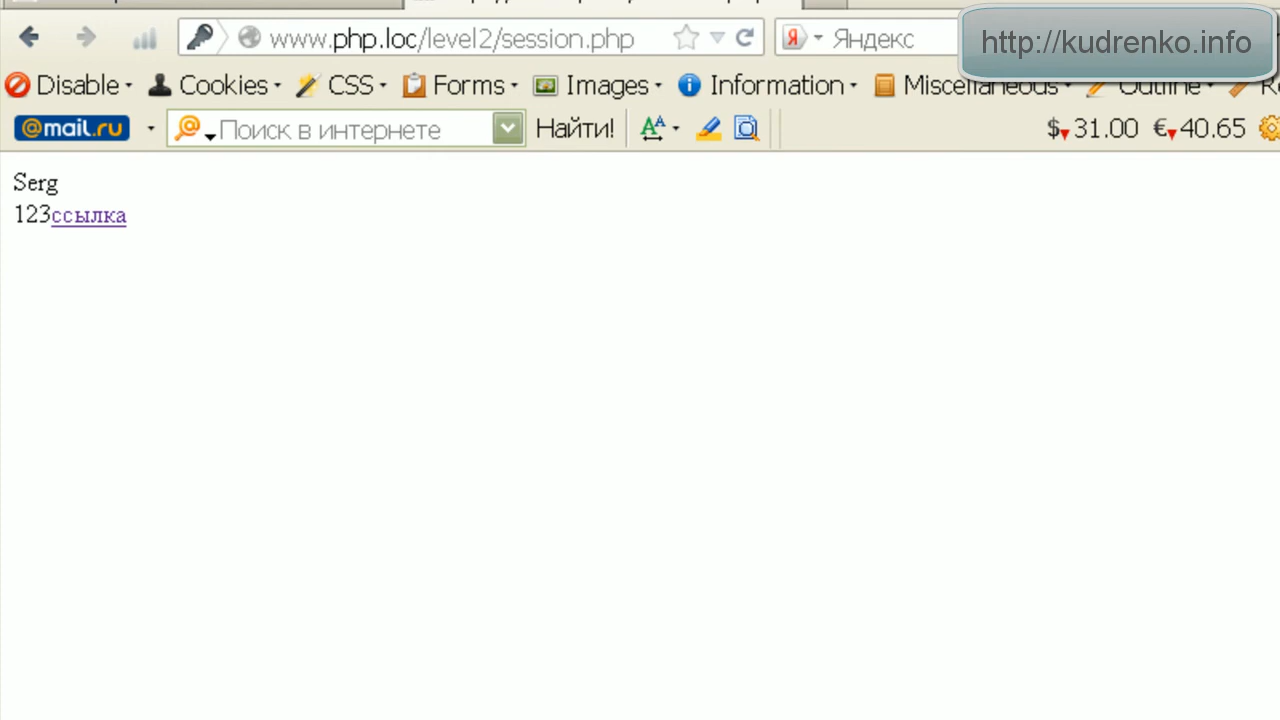 www.php.loc/level2/session.php Яндекс http://kudrenko.info
Disable Cookies CSS Forms Images Information Miscellaneous Outline
@mail.ru Поиск в интернете Найти! $ 31.00 € 40.65
Serg
123ссылка